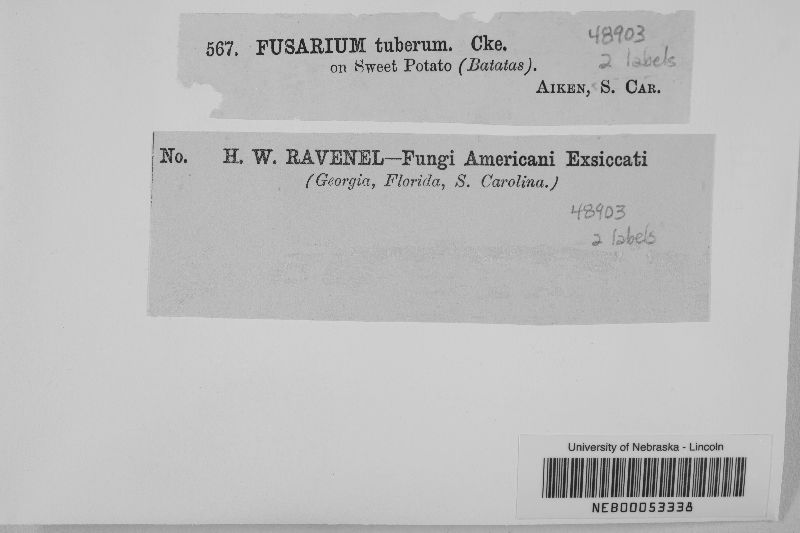 567. FUSARIUM tuberum. Cke.
on Sweet Potato (Batatas).
AIKEN, S. CAR.
48903
2 labels
No. H. W. RAVENEL—Fungi Americani Exsiccati
(Georgia, Florida, S. Carolina.)
48903
2 labels
University of Nebraska - Lincoln
NEB00053338